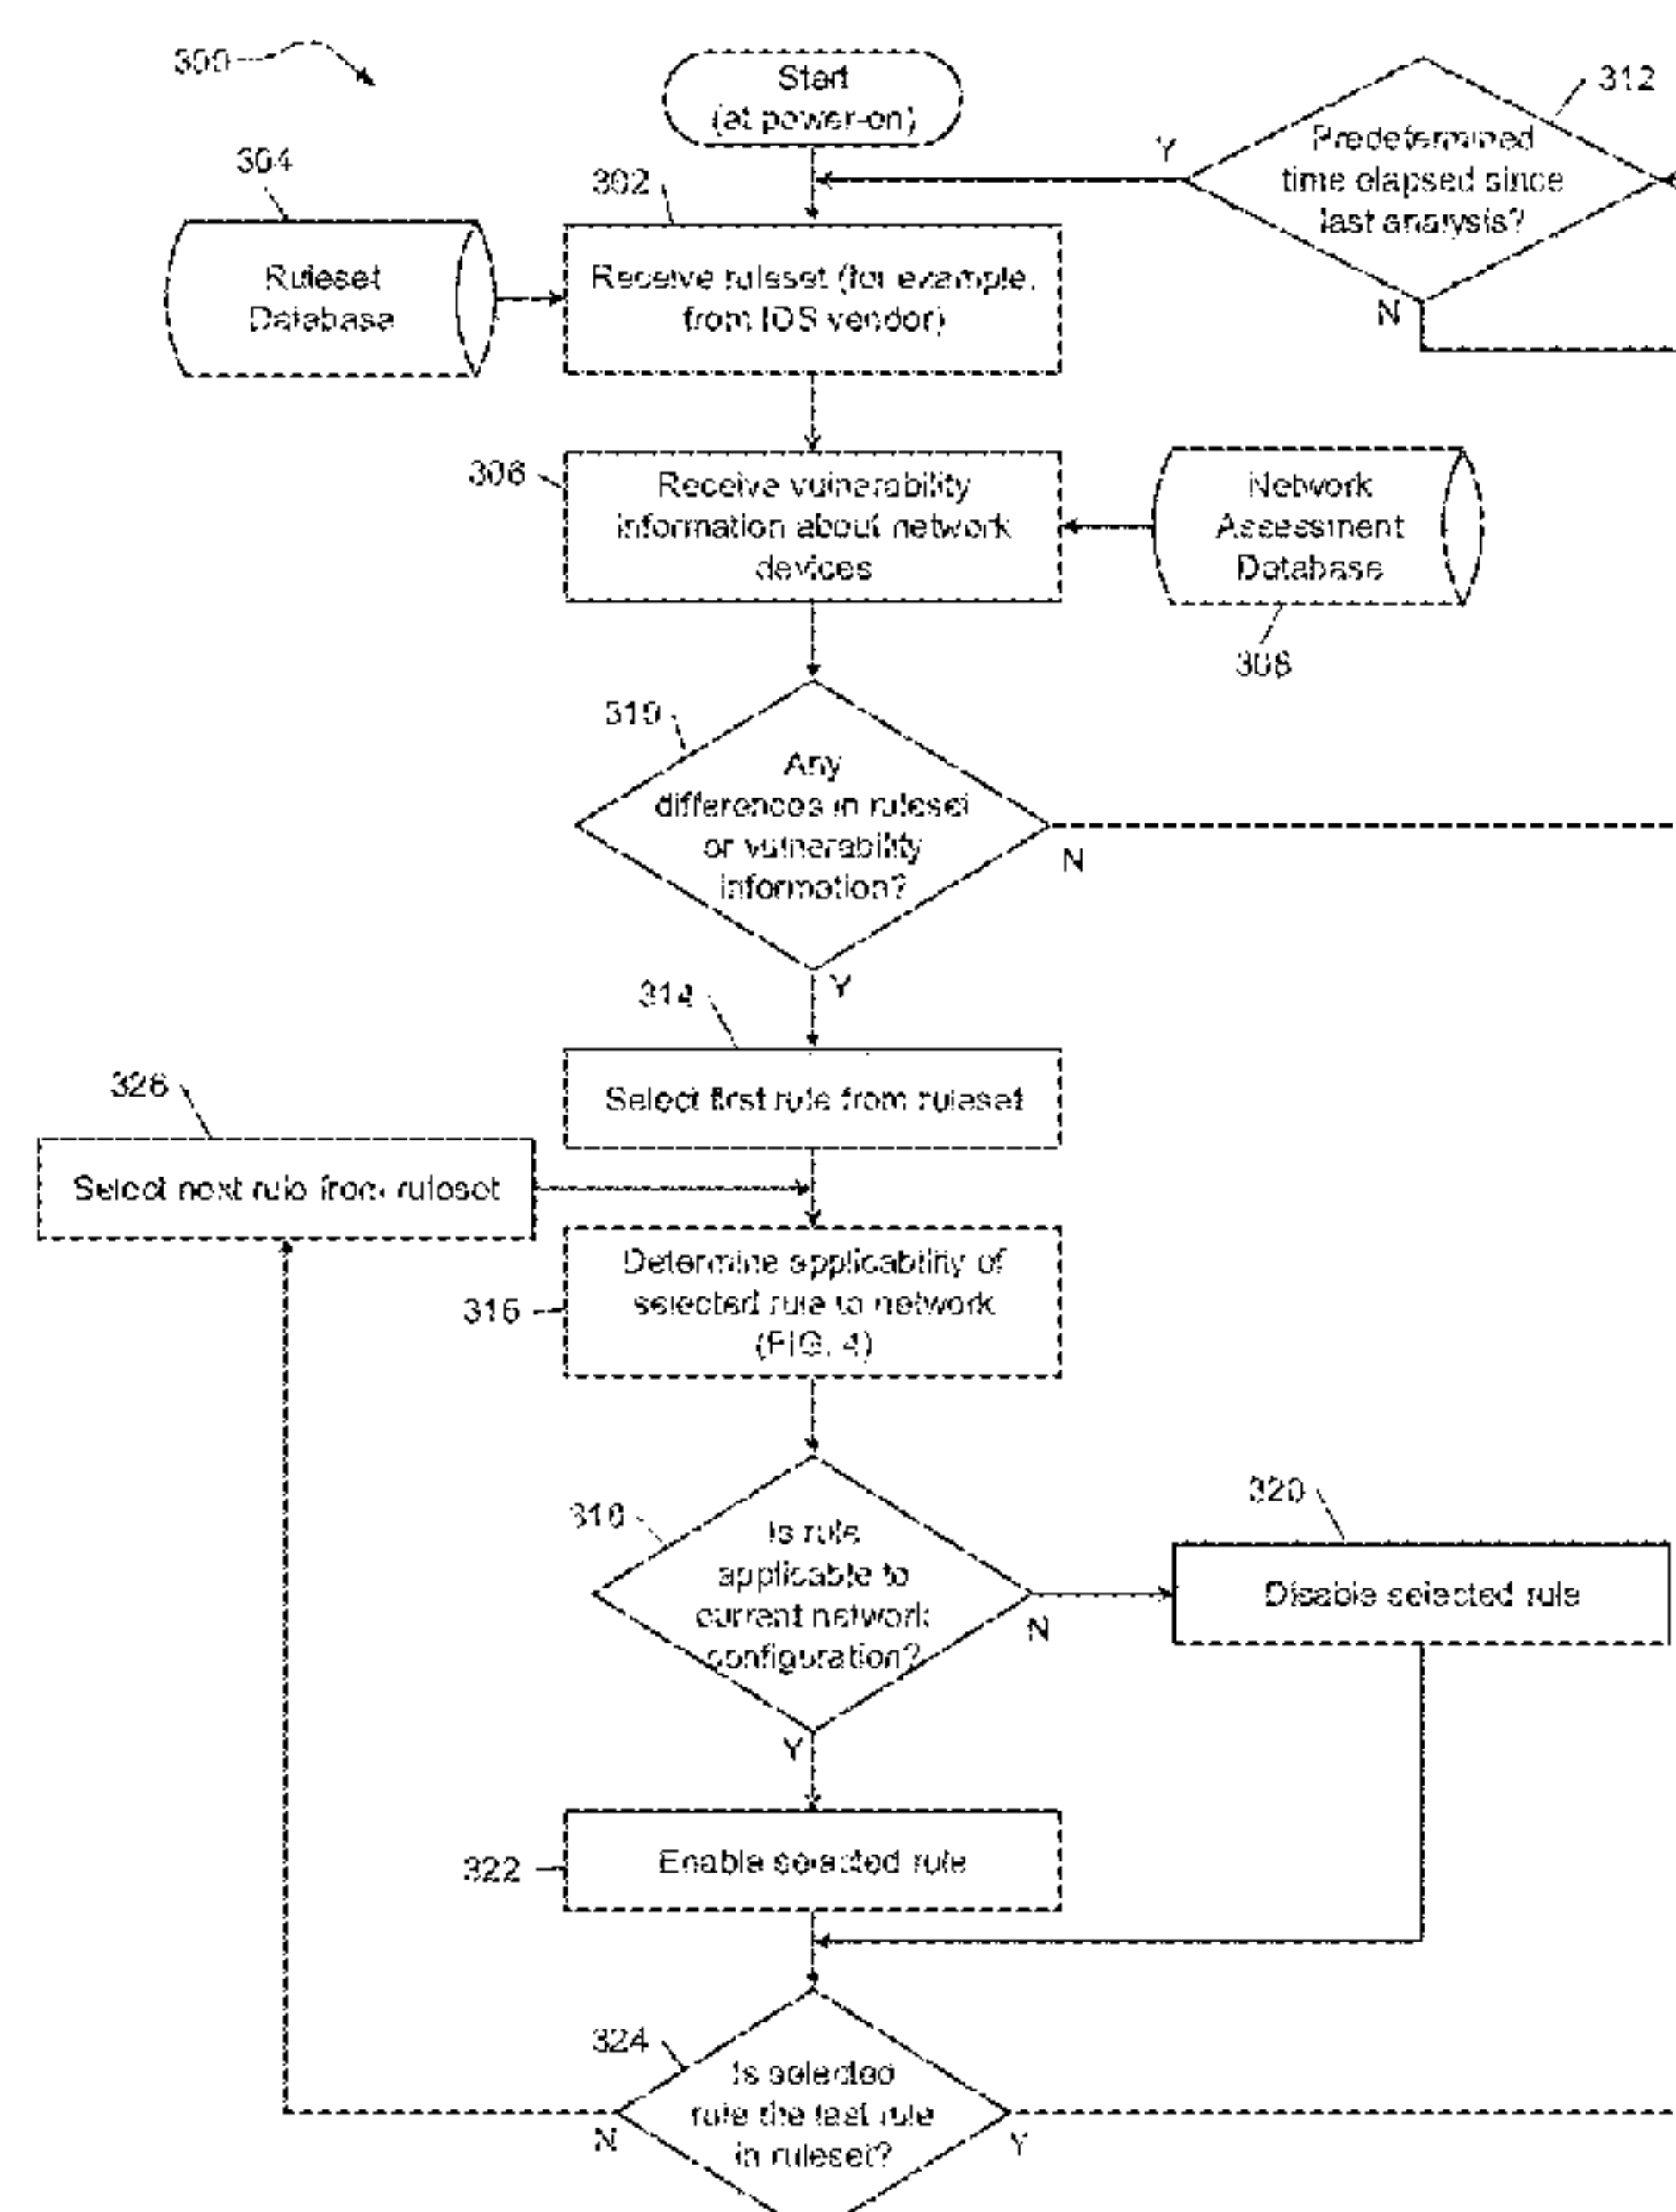 300
Start
(at power-on)
312
Predetermined
time elapsed since
last analysis?
Y
N
304
Ruleset
Database
302
Receive ruleset (for example,
from IDS vendor)
306
Receive vulnerability
information about network
devices
Network
Assessment
Database
308
310
Any
differences in ruleset
or vulnerability
information?
N
Y
314
Select first rule from ruleset
326
Select next rule from ruleset
316
Determine applicability of
selected rule to network
(FIG. 4)
318
Is rule
applicable to
current network
configuration?
N
Y
320
Disable selected rule
322
Enable selected rule
324
Is selected
rule the last rule
in ruleset?
N
Y